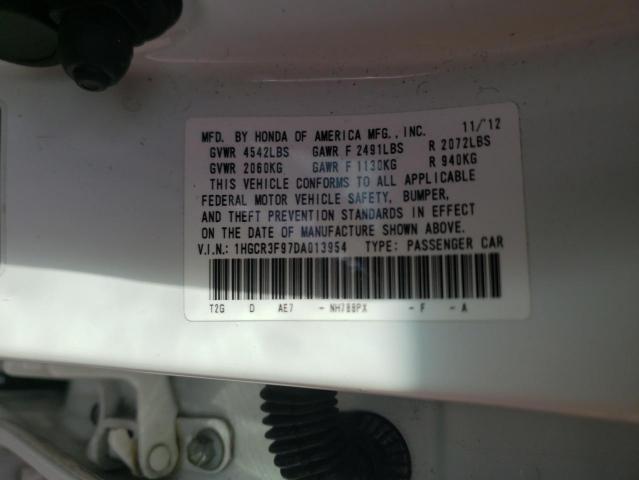 MFD. BY HONDA OF AMERICA MFG., INC. 11/12
GVWR 4542LBS GAWR F 2491LBS R 2072LBS
GVWR 2060KG GAWR F 1130KG R 940KG
THIS VEHICLE CONFORMS TO ALL APPLICABLE
FEDERAL MOTOR VEHICLE SAFETY, BUMPER,
AND THEFT PREVENTION STANDARDS IN EFFECT
ON THE DATE OF MANUFACTURE SHOWN ABOVE.
V.I.N.: 1HGCR3F97DA013954 TYPE: PASSENGER CAR
T2G D AE7 - NH788PX - F - A